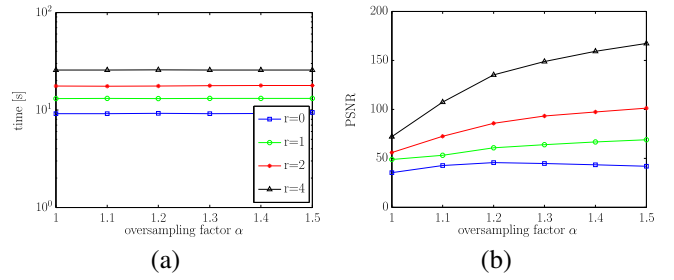 10²
10¹
10⁰
time [s]
r=0
r=1
r=2
r=4
1 1.1 1.2 1.3 1.4 1.5
oversampling factor α
(a)
200
150
100
50
0
PSNR
1 1.1 1.2 1.3 1.4 1.5
oversampling factor α
(b)